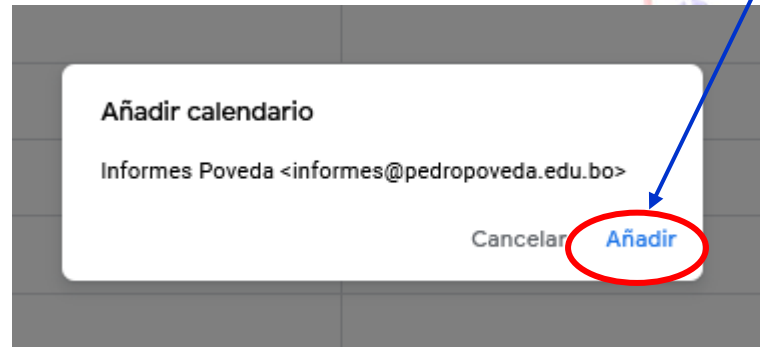 Añadir calendario
Informes Poveda <informes@pedropoveda.edu.bo>
Cancelar Añadir